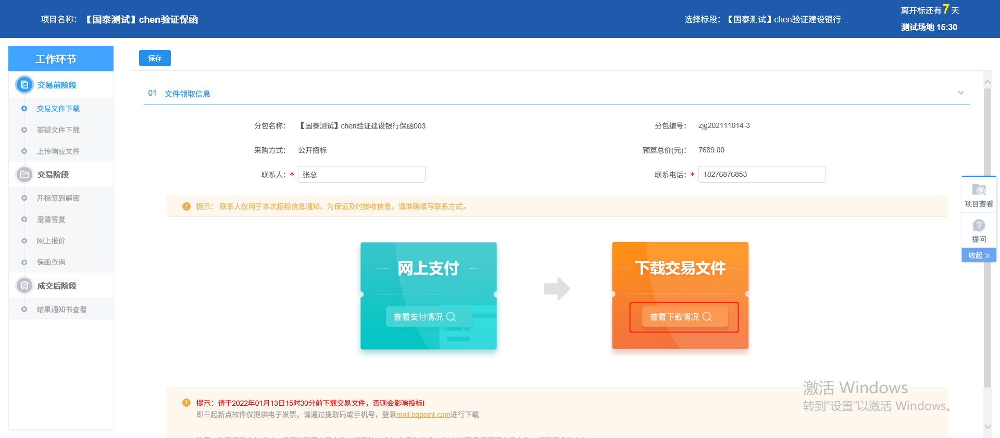 项目名称： 【国泰测试】chen验证保函
选择标段： 【国泰测试】chen验证建设银行...
离开标还有7天
测试场地 15:30
工作环节
交易前阶段
交易文件下载
答疑文件下载
上传响应文件
交易阶段
开标签到解密
澄清答复
网上报价
保函查询
成交后阶段
结果通知书查看
保存
01 文件领取信息
分包名称： 【国泰测试】chen验证建设银行保函003
分包编号： zjg202111014-3
采购方式： 公开招标
预算总价(元)： 7689.00
联系人：* 张总
联系电话：* 18276876853
提示： 联系人仅用于本次招标信息通知，为保证及时接收信息，请准确填写联系方式。
网上支付
查看支付情况
下载交易文件
查看下载情况
项目查看
提问
收起 »
提示：请于2022年01月13日15时30分前下载交易文件，否则会影响投标!
即日起新点软件仅提供电子发票，请通过提取码或手机号，登录mall.bqpoint.com进行下载
激活 Windows
转到“设置”以激活 Windows。